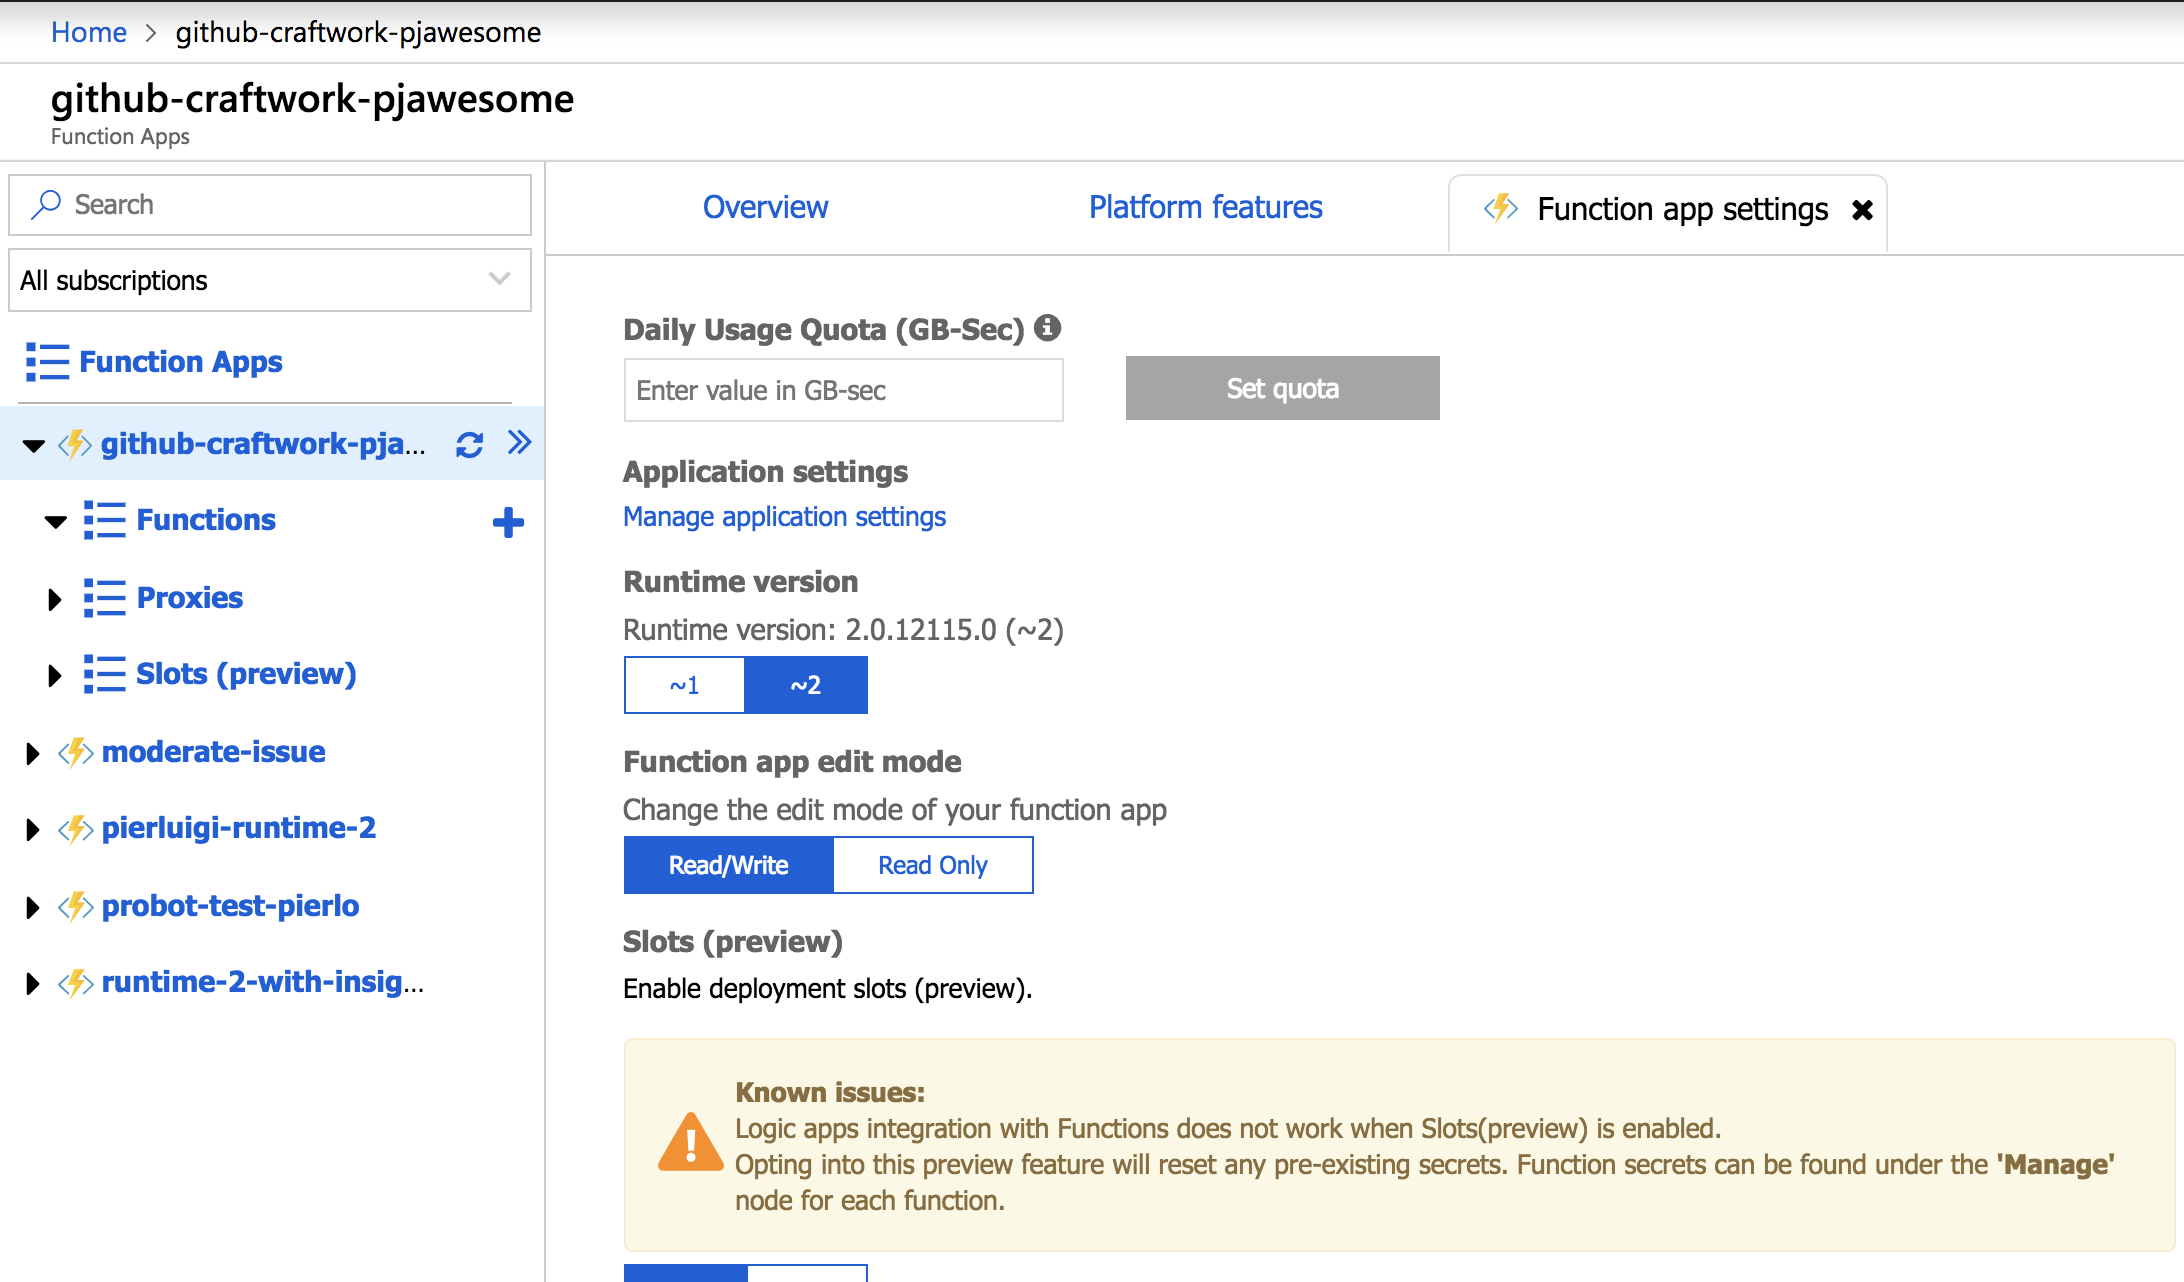 Home > github-craftwork-pjawesome
github-craftwork-pjawesome
Function Apps
Search
All subscriptions
Function Apps
github-craftwork-pja...
Functions
Proxies
Slots (preview)
moderate-issue
pierluigi-runtime-2
probot-test-pierlo
runtime-2-with-insig...
Overview
Platform features
Function app settings
Daily Usage Quota (GB-Sec)
Enter value in GB-sec
Set quota
Application settings
Manage application settings
Runtime version
Runtime version: 2.0.12115.0 (~2)
~1
~2
Function app edit mode
Change the edit mode of your function app
Read/Write
Read Only
Slots (preview)
Enable deployment slots (preview).
Known issues:
Logic apps integration with Functions does not work when Slots(preview) is enabled.
Opting into this preview feature will reset any pre-existing secrets. Function secrets can be found under the 'Manage'
node for each function.